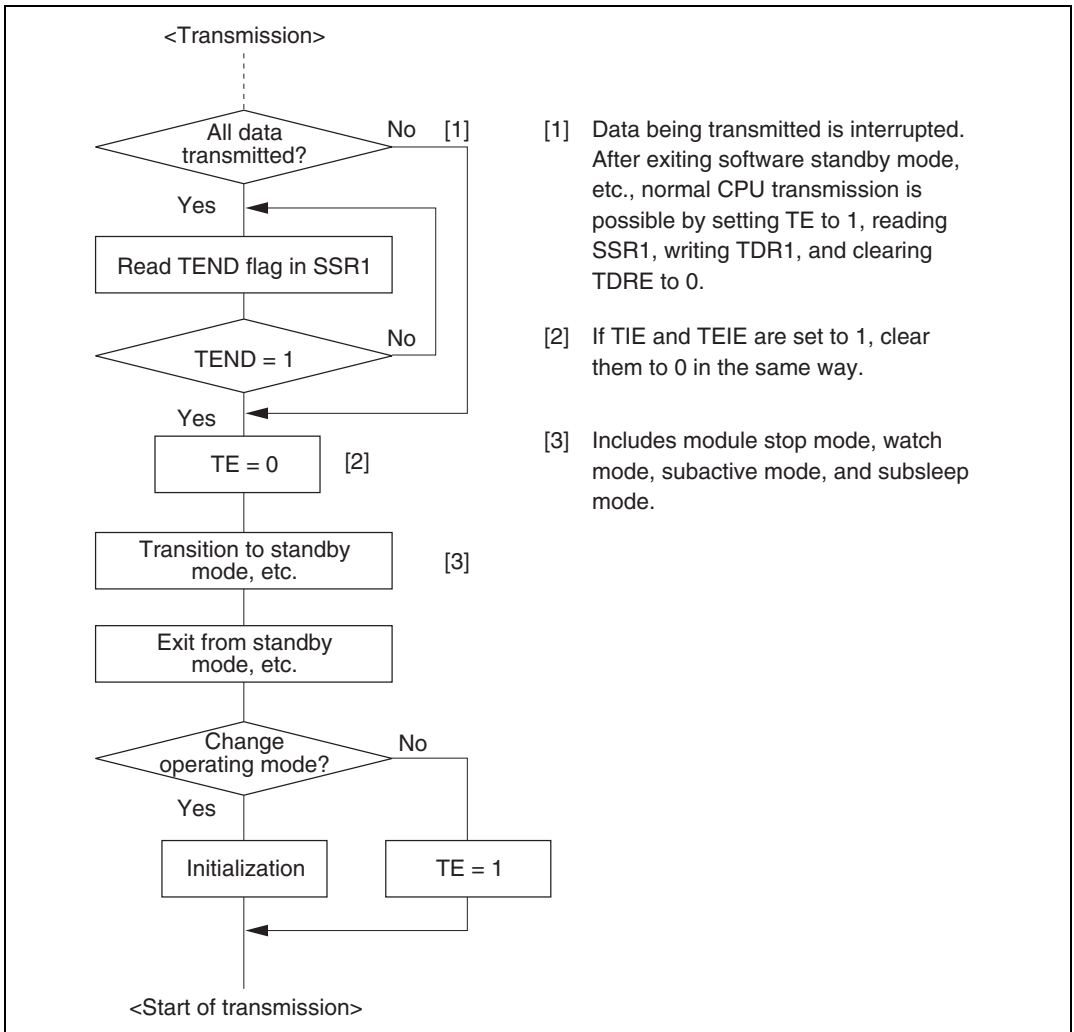 <Transmission>
All data
transmitted?
No [1]
Yes
Read TEND flag in SSR1
TEND = 1
No
Yes
TE = 0 [2]
Transition to standby
mode, etc.
[3]
Exit from standby
mode, etc.
Change
operating mode?
No
Yes
Initialization
TE = 1
<Start of transmission>
[1] Data being transmitted is interrupted.
After exiting software standby mode,
etc., normal CPU transmission is
possible by setting TE to 1, reading
SSR1, writing TDR1, and clearing
TDRE to 0.
[2] If TIE and TEIE are set to 1, clear
them to 0 in the same way.
[3] Includes module stop mode, watch
mode, subactive mode, and subsleep
mode.